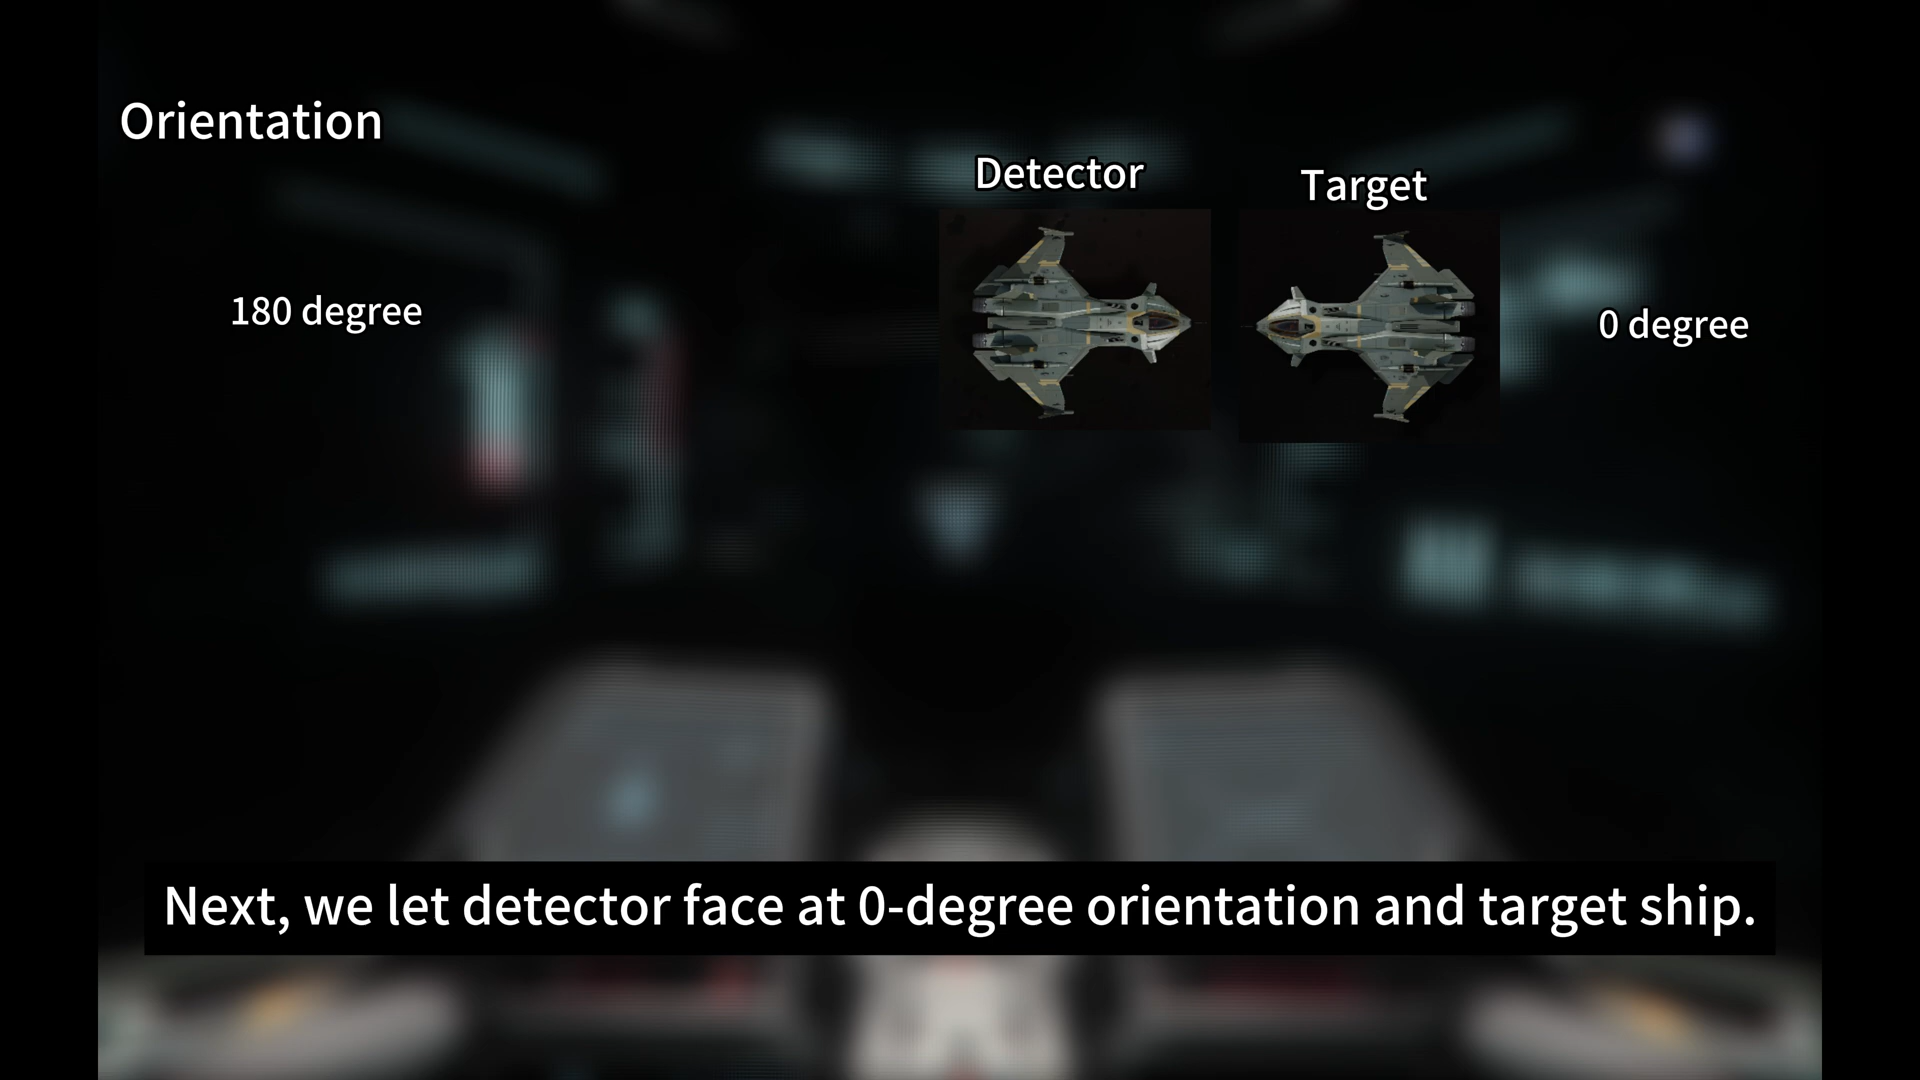 Orientation
Detector
Target
180 degree
0 degree
Next, we let detector face at 0-degree orientation and target ship.